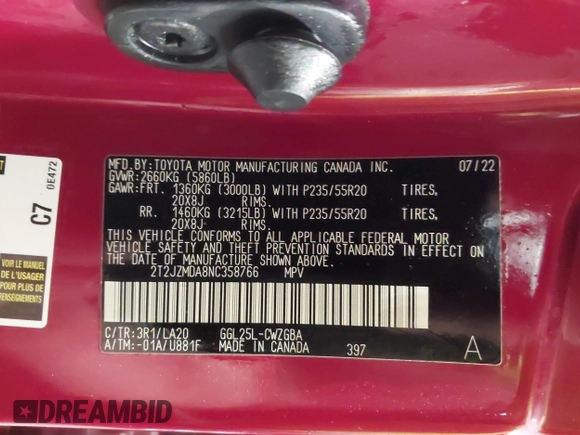 MFD.BY:TOYOTA MOTOR MANUFACTURING CANADA INC. 07/22
GVWR:2660KG (5860LB)
GAWR:FRT. 1360KG (3000LB) WITH P235/55R20 TIRES,
20X8J RIMS.
RR. 1460KG (3215LB) WITH P235/55R20 TIRES,
20X8J RIMS.
THIS VEHICLE CONFORMS TO ALL APPLICABLE FEDERAL MOTOR
VEHICLE SAFETY AND THEFT PREVENTION STANDARDS IN EFFECT
ON THE DATE OF MANUFACTURE SHOWN ABOVE.
2T2JZMDA8NC358766 MPV
C/TR:3R1/LA20 GGL25L-CWZGBA
A/TM:-01A/U881F MADE IN CANADA 397 A
C7
0E472
VOIR LE MANUEL
DE L'USAGER
POUR PLUS DE
RENSEIGNEMENTS
DREAMBID